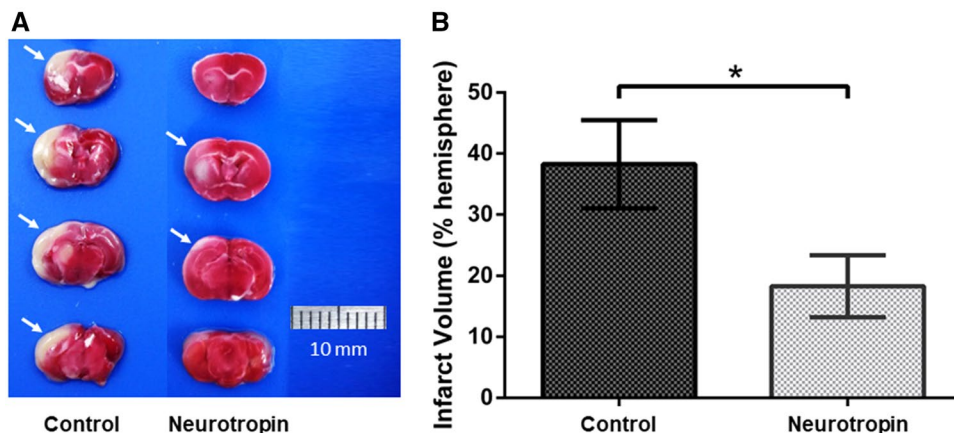 A
10 mm
Control Neurotropin
B
Infarct Volume (% hemisphere)
50
40
30
20
10
0
*
Control Neurotropin